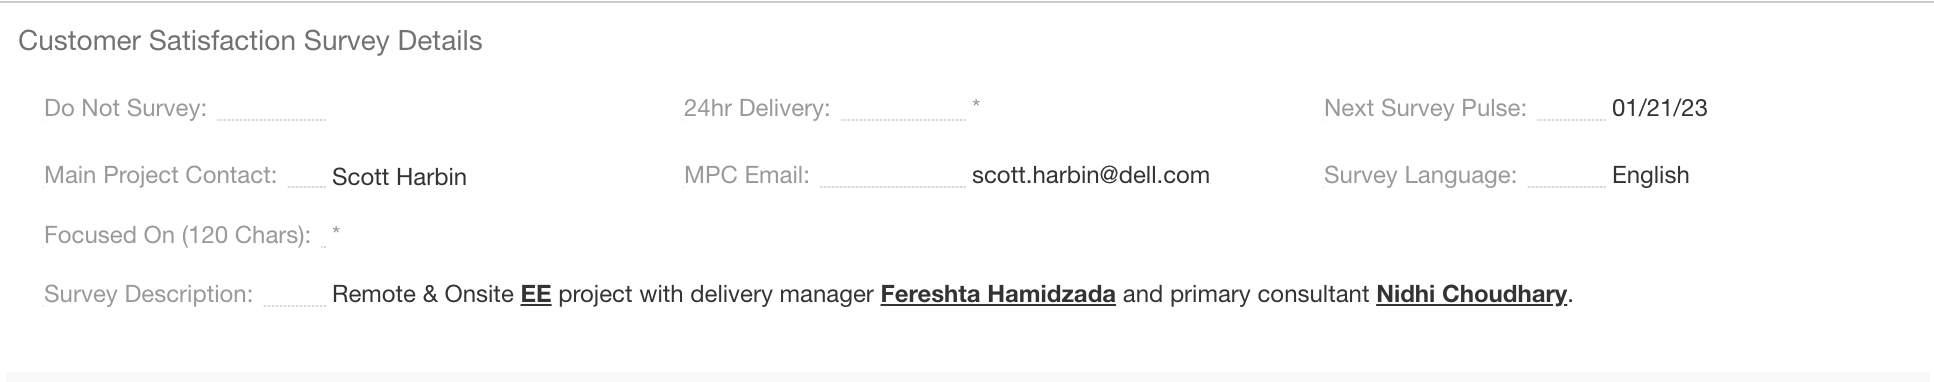 Customer Satisfaction Survey Details
Do Not Survey: 24hr Delivery: * Next Survey Pulse: 01/21/23
Main Project Contact: Scott Harbin MPC Email: scott.harbin@dell.com Survey Language: English
Focused On (120 Chars): *
Survey Description: Remote & Onsite EE project with delivery manager Fereshta Hamidzada and primary consultant Nidhi Choudhary.